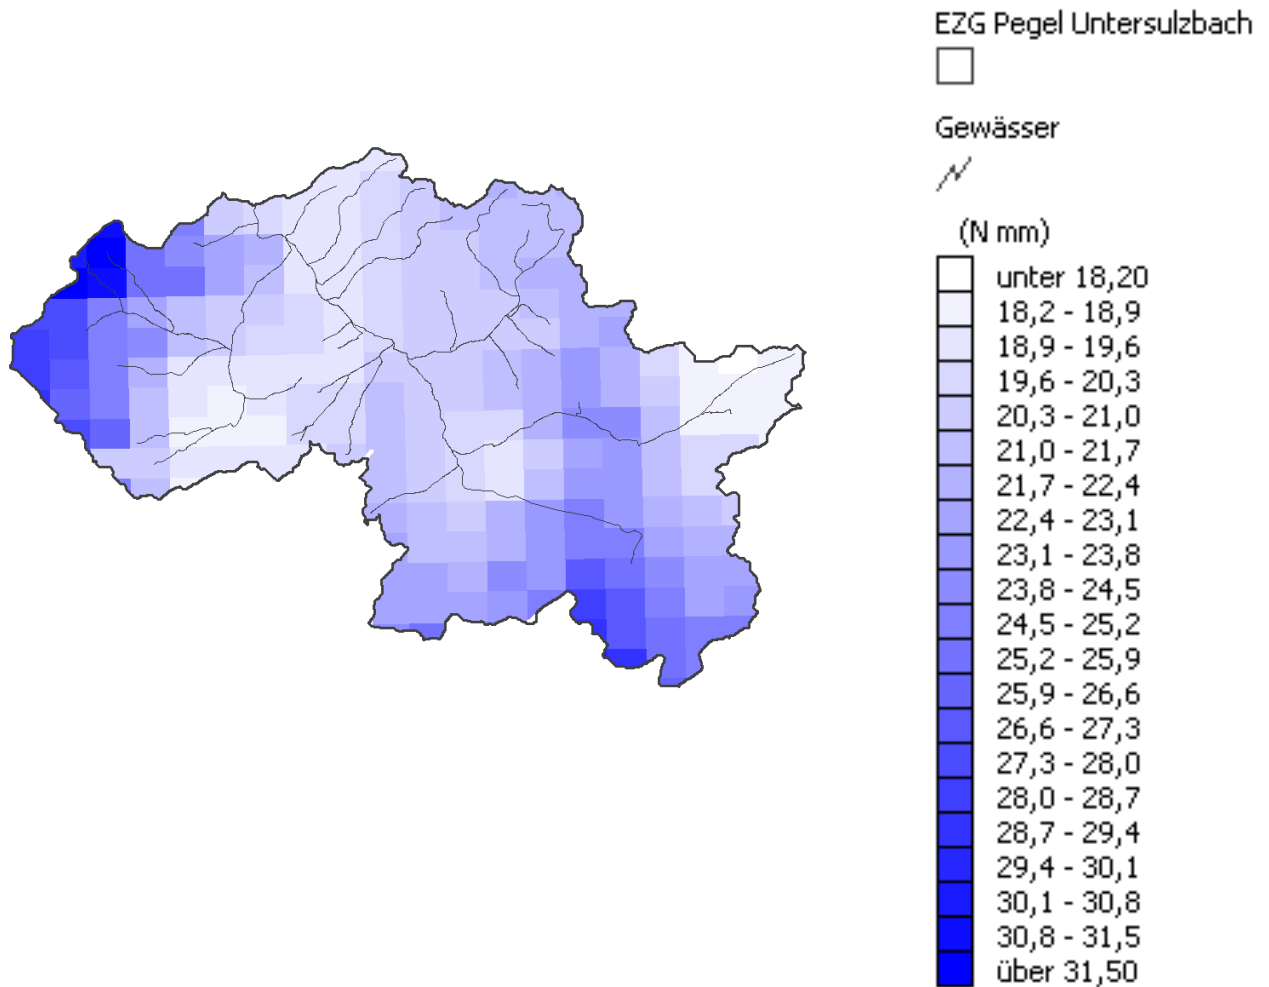 EZG Pegel Untersulzbach
Gewässer
(N mm)
unter 18,20
18,2 - 18,9
18,9 - 19,6
19,6 - 20,3
20,3 - 21,0
21,0 - 21,7
21,7 - 22,4
22,4 - 23,1
23,1 - 23,8
23,8 - 24,5
24,5 - 25,2
25,2 - 25,9
25,9 - 26,6
26,6 - 27,3
27,3 - 28,0
28,0 - 28,7
28,7 - 29,4
29,4 - 30,1
30,1 - 30,8
30,8 - 31,5
über 31,50